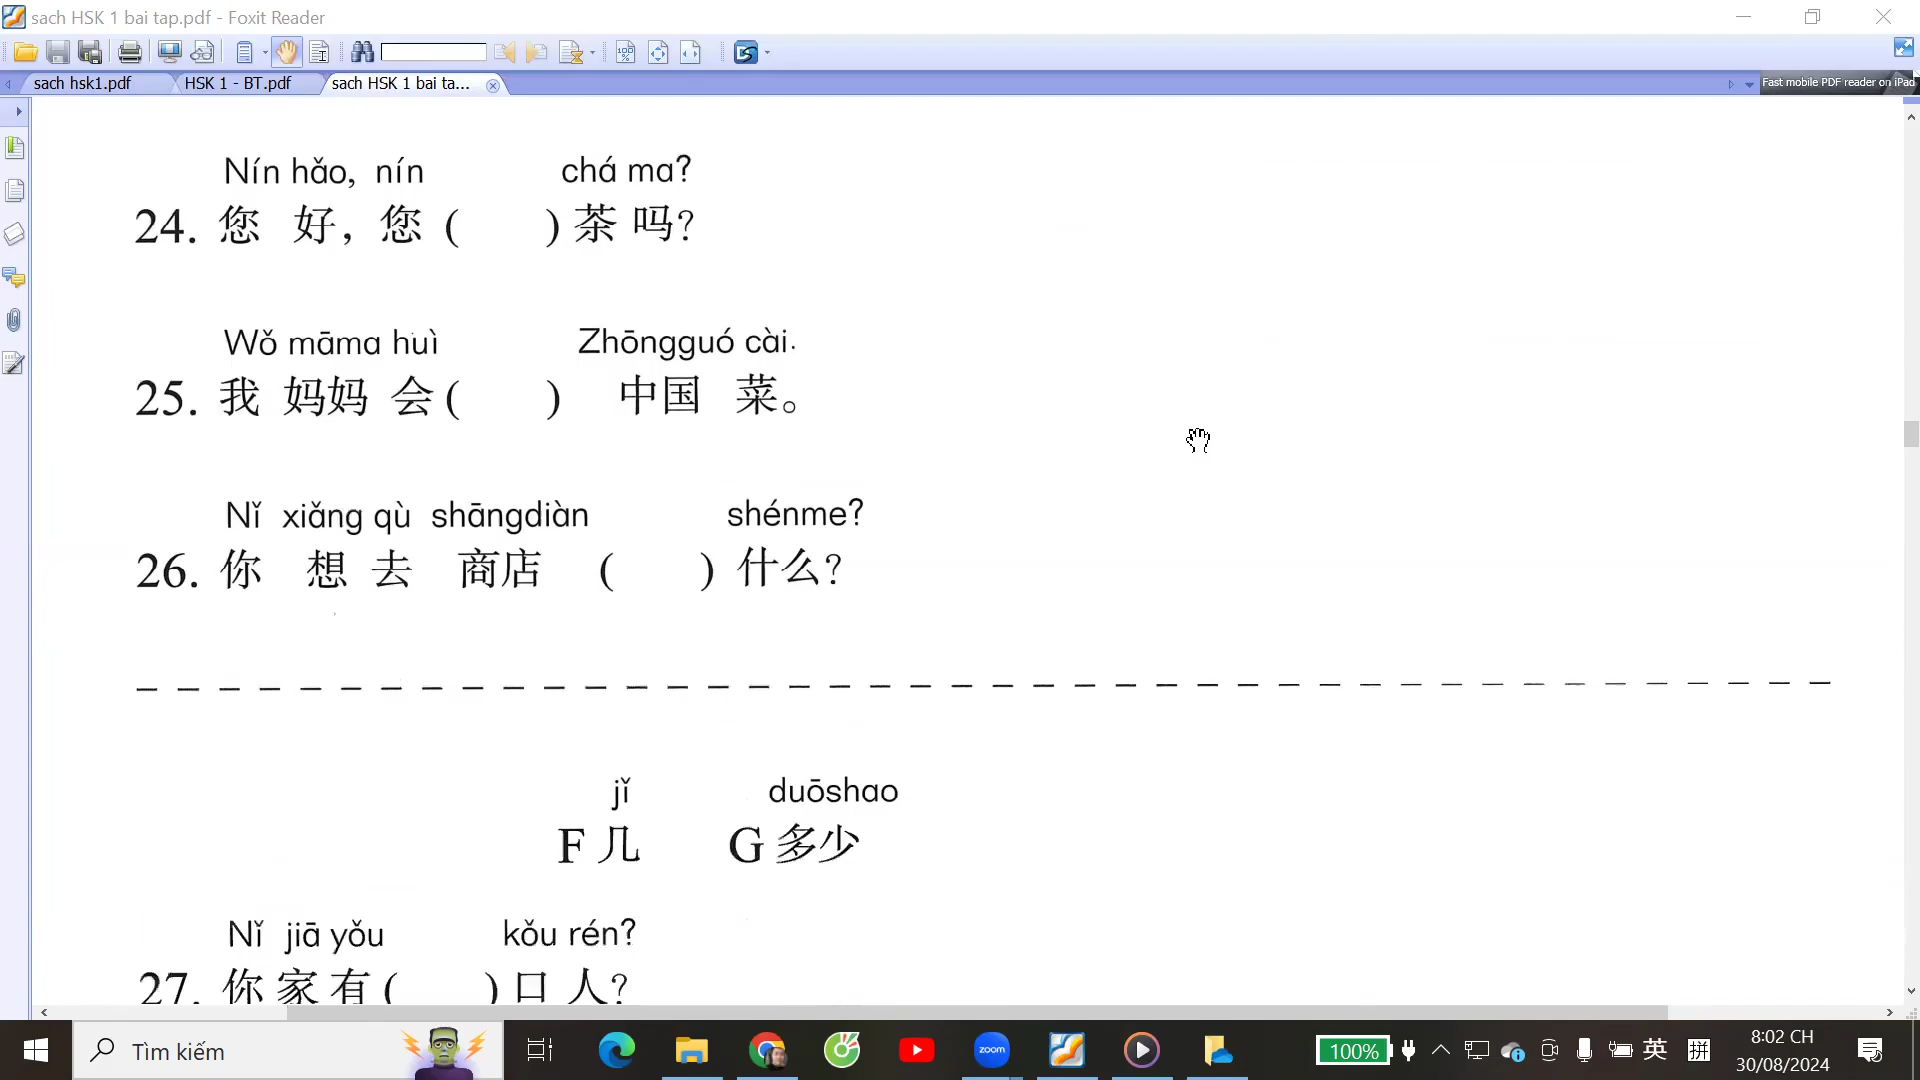 sach HSK 1 bai tap.pdf - Foxit Reader
sach hsk1.pdf
HSK 1 - BT.pdf
sach HSK 1 bai ta...
Fast mobile PDF reader on iPad
Nín hǎo, nín chá ma?
24. 您 好, 您 ( ) 茶 吗?
Wǒ māma huì Zhōngguó cài.
25. 我 妈妈 会 ( ) 中国 菜。
Nǐ xiǎng qù shāngdiàn shénme?
26. 你 想 去 商店 ( ) 什么?
jǐ duōshao
F 几 G 多少
Nǐ jiā yǒu kǒu rén?
27. 你 家 有 ( ) 口 人?
Tìm kiếm
zoom
100%
英
拼
8:02 CH
30/08/2024